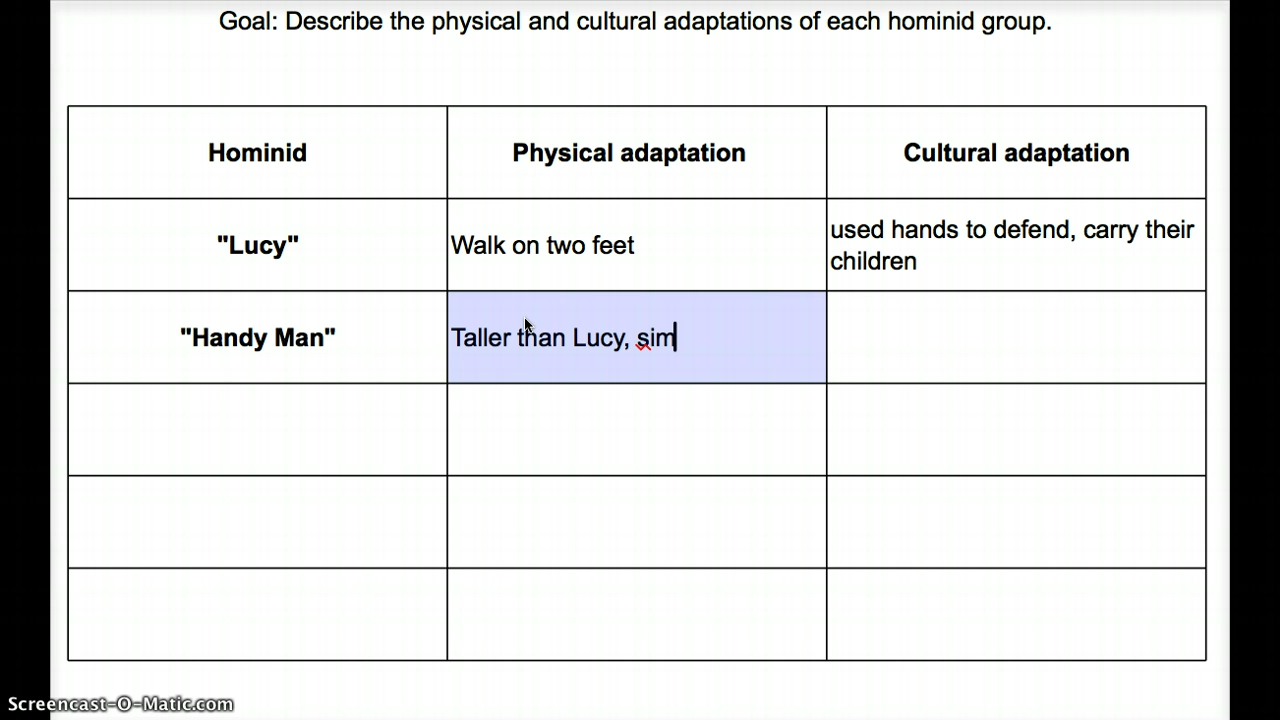 Goal: Describe the physical and cultural adaptations of each hominid group.
Hominid
Physical adaptation
Cultural adaptation
"Lucy"
Walk on two feet
used hands to defend, carry their
children
"Handy Man"
Taller than Lucy, sim
Screencast-O-Matic.com